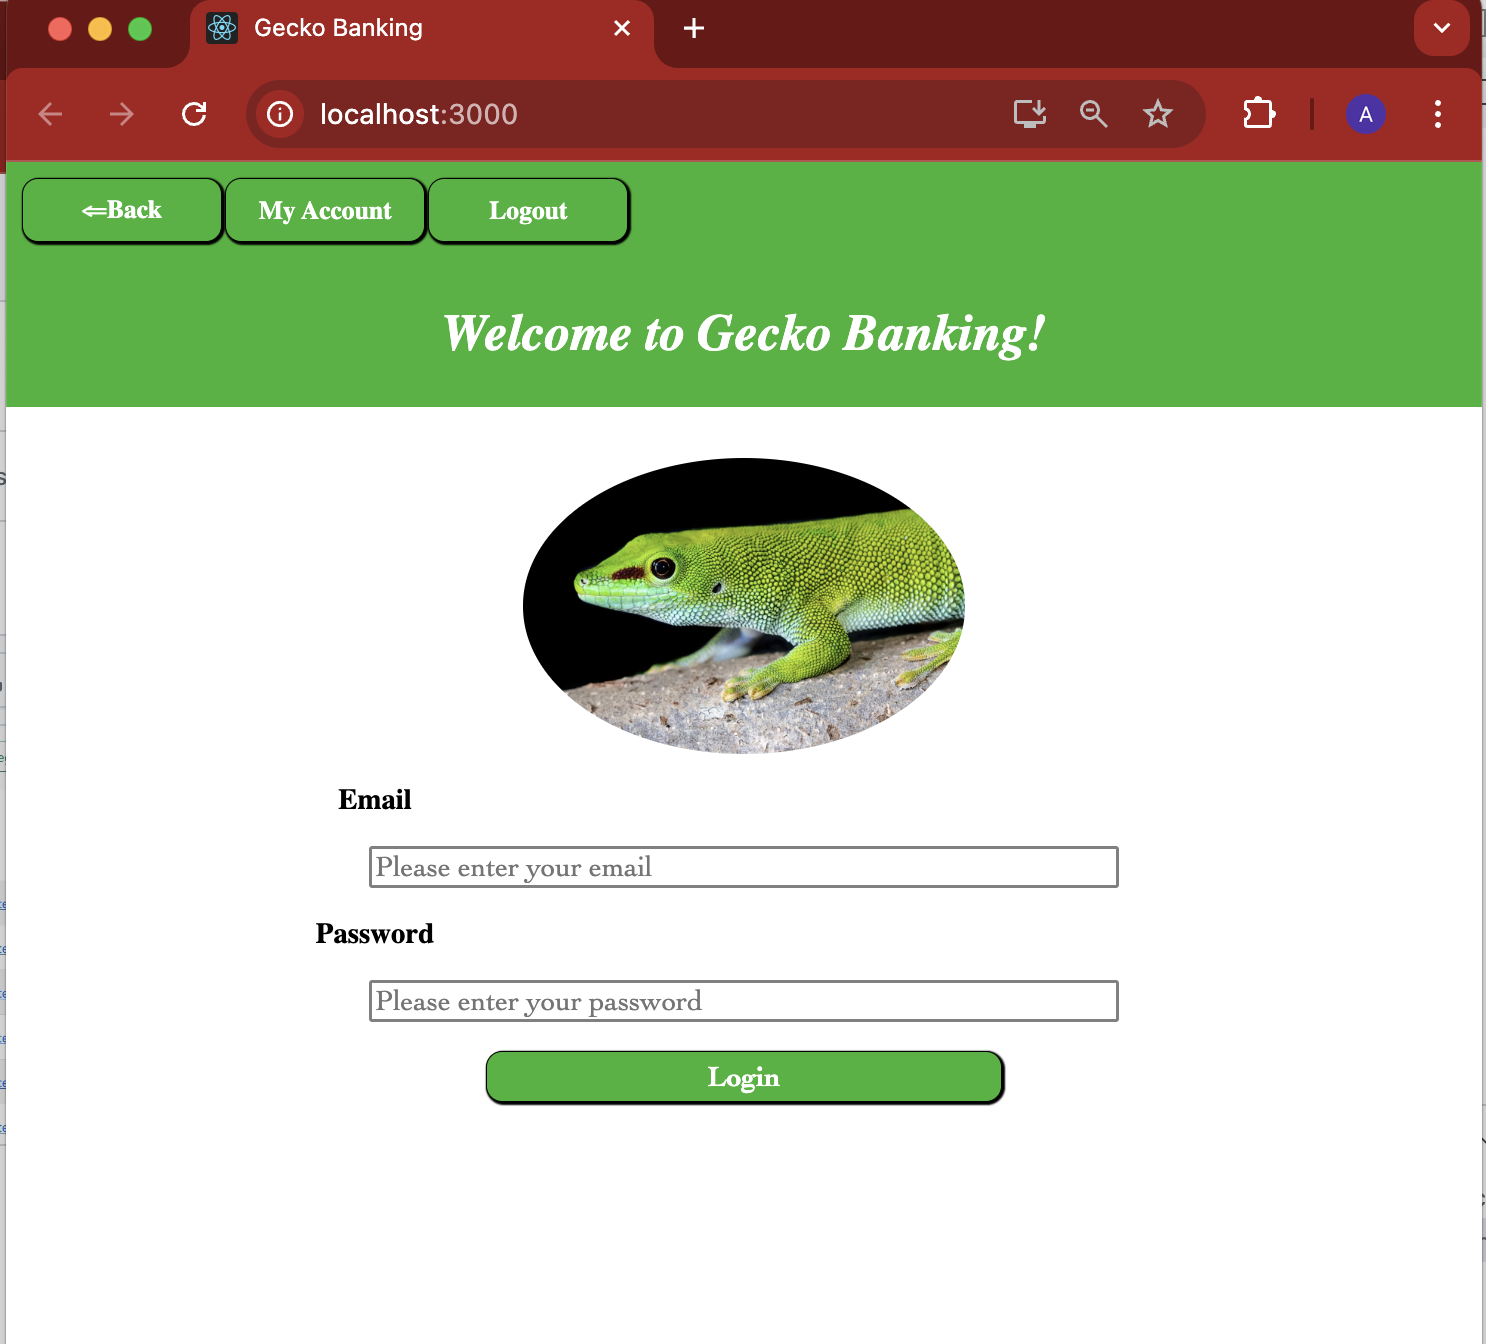 Gecko Banking
localhost:3000
A
⇐Back
My Account
Logout
Welcome to Gecko Banking!
Email
Please enter your email
Password
Please enter your password
Login